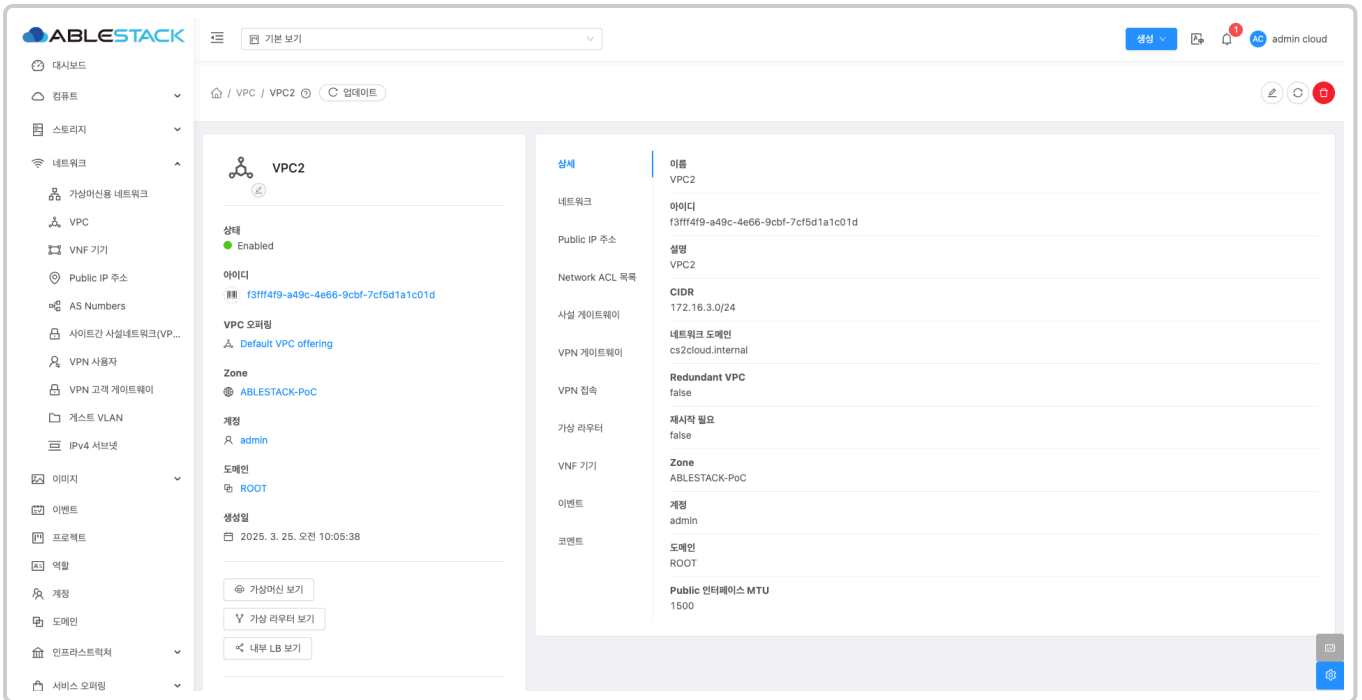 ABLESTACK
기본 보기
생성
1
AC
admin cloud
대시보드
컴퓨트
스토리지
네트워크
가상머신용 네트워크
VPC
VNF 기기
Public IP 주소
AS Numbers
사이트간 사설네트워크(VP...
VPN 사용자
VPN 고객 게이트웨이
게스트 VLAN
IPv4 서브넷
이미지
이벤트
프로젝트
역할
계정
도메인
인프라스트럭쳐
서비스 오퍼링
/ VPC / VPC2
업데이트
VPC2
상태
Enabled
아이디
f3fff4f9-a49c-4e66-9cbf-7cf5d1a1c01d
VPC 오퍼링
Default VPC offering
Zone
ABLESTACK-PoC
계정
admin
도메인
ROOT
생성일
2025. 3. 25. 오전 10:05:38
가상머신 보기
가상 라우터 보기
내부 LB 보기
상세
네트워크
Public IP 주소
Network ACL 목록
사설 게이트웨이
VPN 게이트웨이
VPN 접속
가상 라우터
VNF 기기
이벤트
코멘트
이름
VPC2
아이디
f3fff4f9-a49c-4e66-9cbf-7cf5d1a1c01d
설명
VPC2
CIDR
172.16.3.0/24
네트워크 도메인
cs2cloud.internal
Redundant VPC
false
재시작 필요
false
Zone
ABLESTACK-PoC
계정
admin
도메인
ROOT
Public 인터페이스 MTU
1500